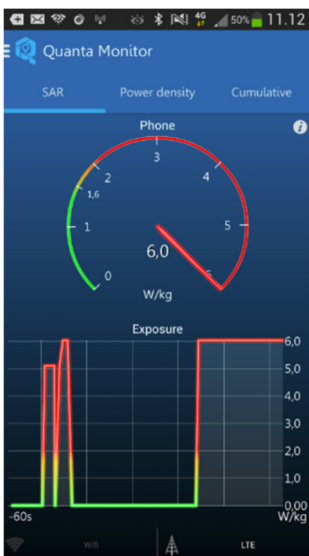 4G 50% 11.12
Quanta Monitor
SAR Power density Cumulative
Phone
3
2 4
1,6
1 5
6,0
0 6
W/kg
Exposure
6,0
5,0
4,0
3,0
2,0
1,0
0,00
-60s W/kg
Wifi LTE